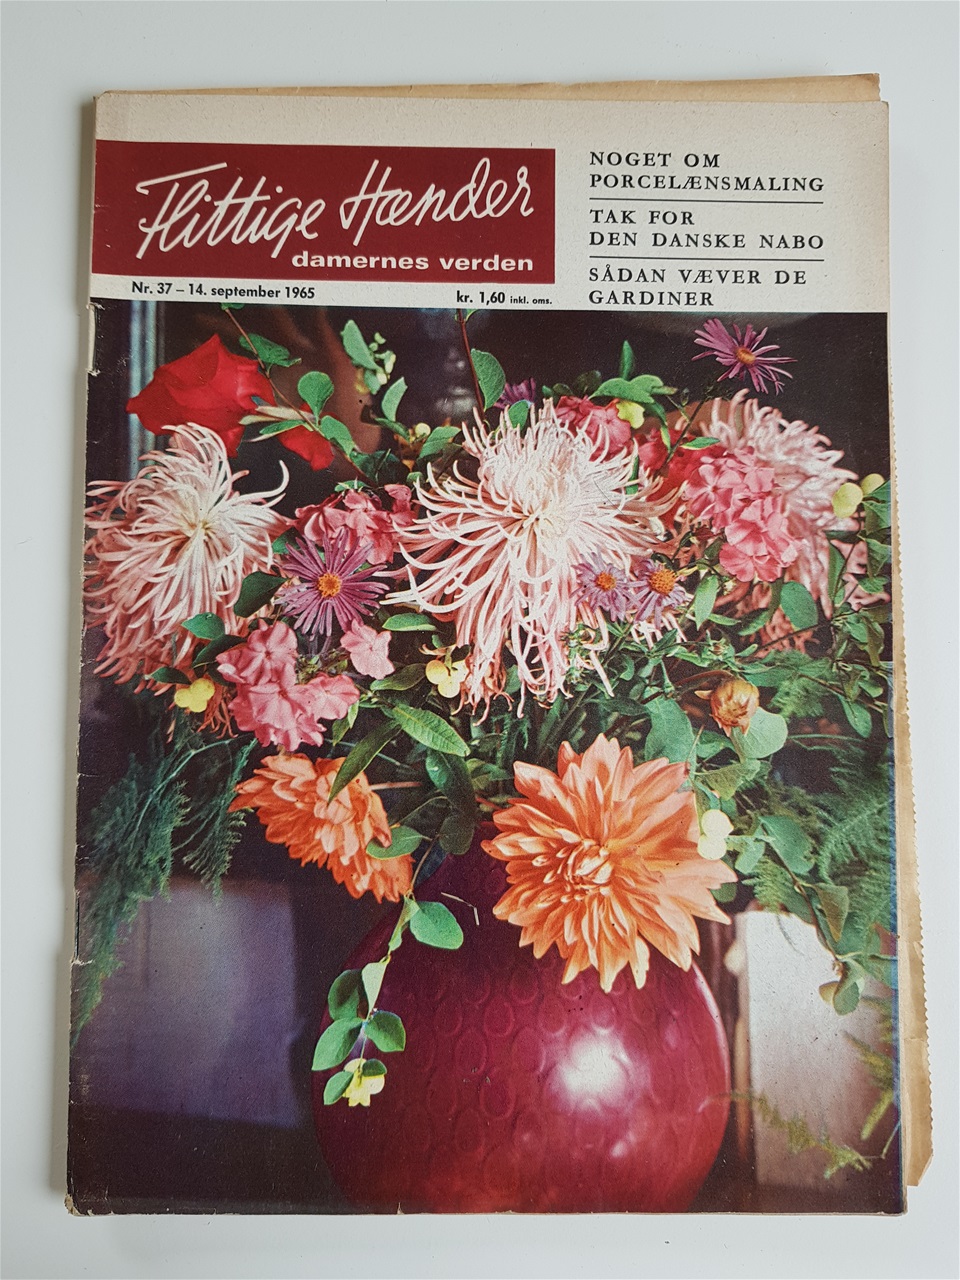 Flittige Hænder
damernes verden
Nr. 37 – 14. september 1965
kr. 1,60 inkl. oms.
NOGET OM
PORCELÆNSMALING
TAK FOR
DEN DANSKE NABO
SÅDAN VÆVER DE
GARDINER